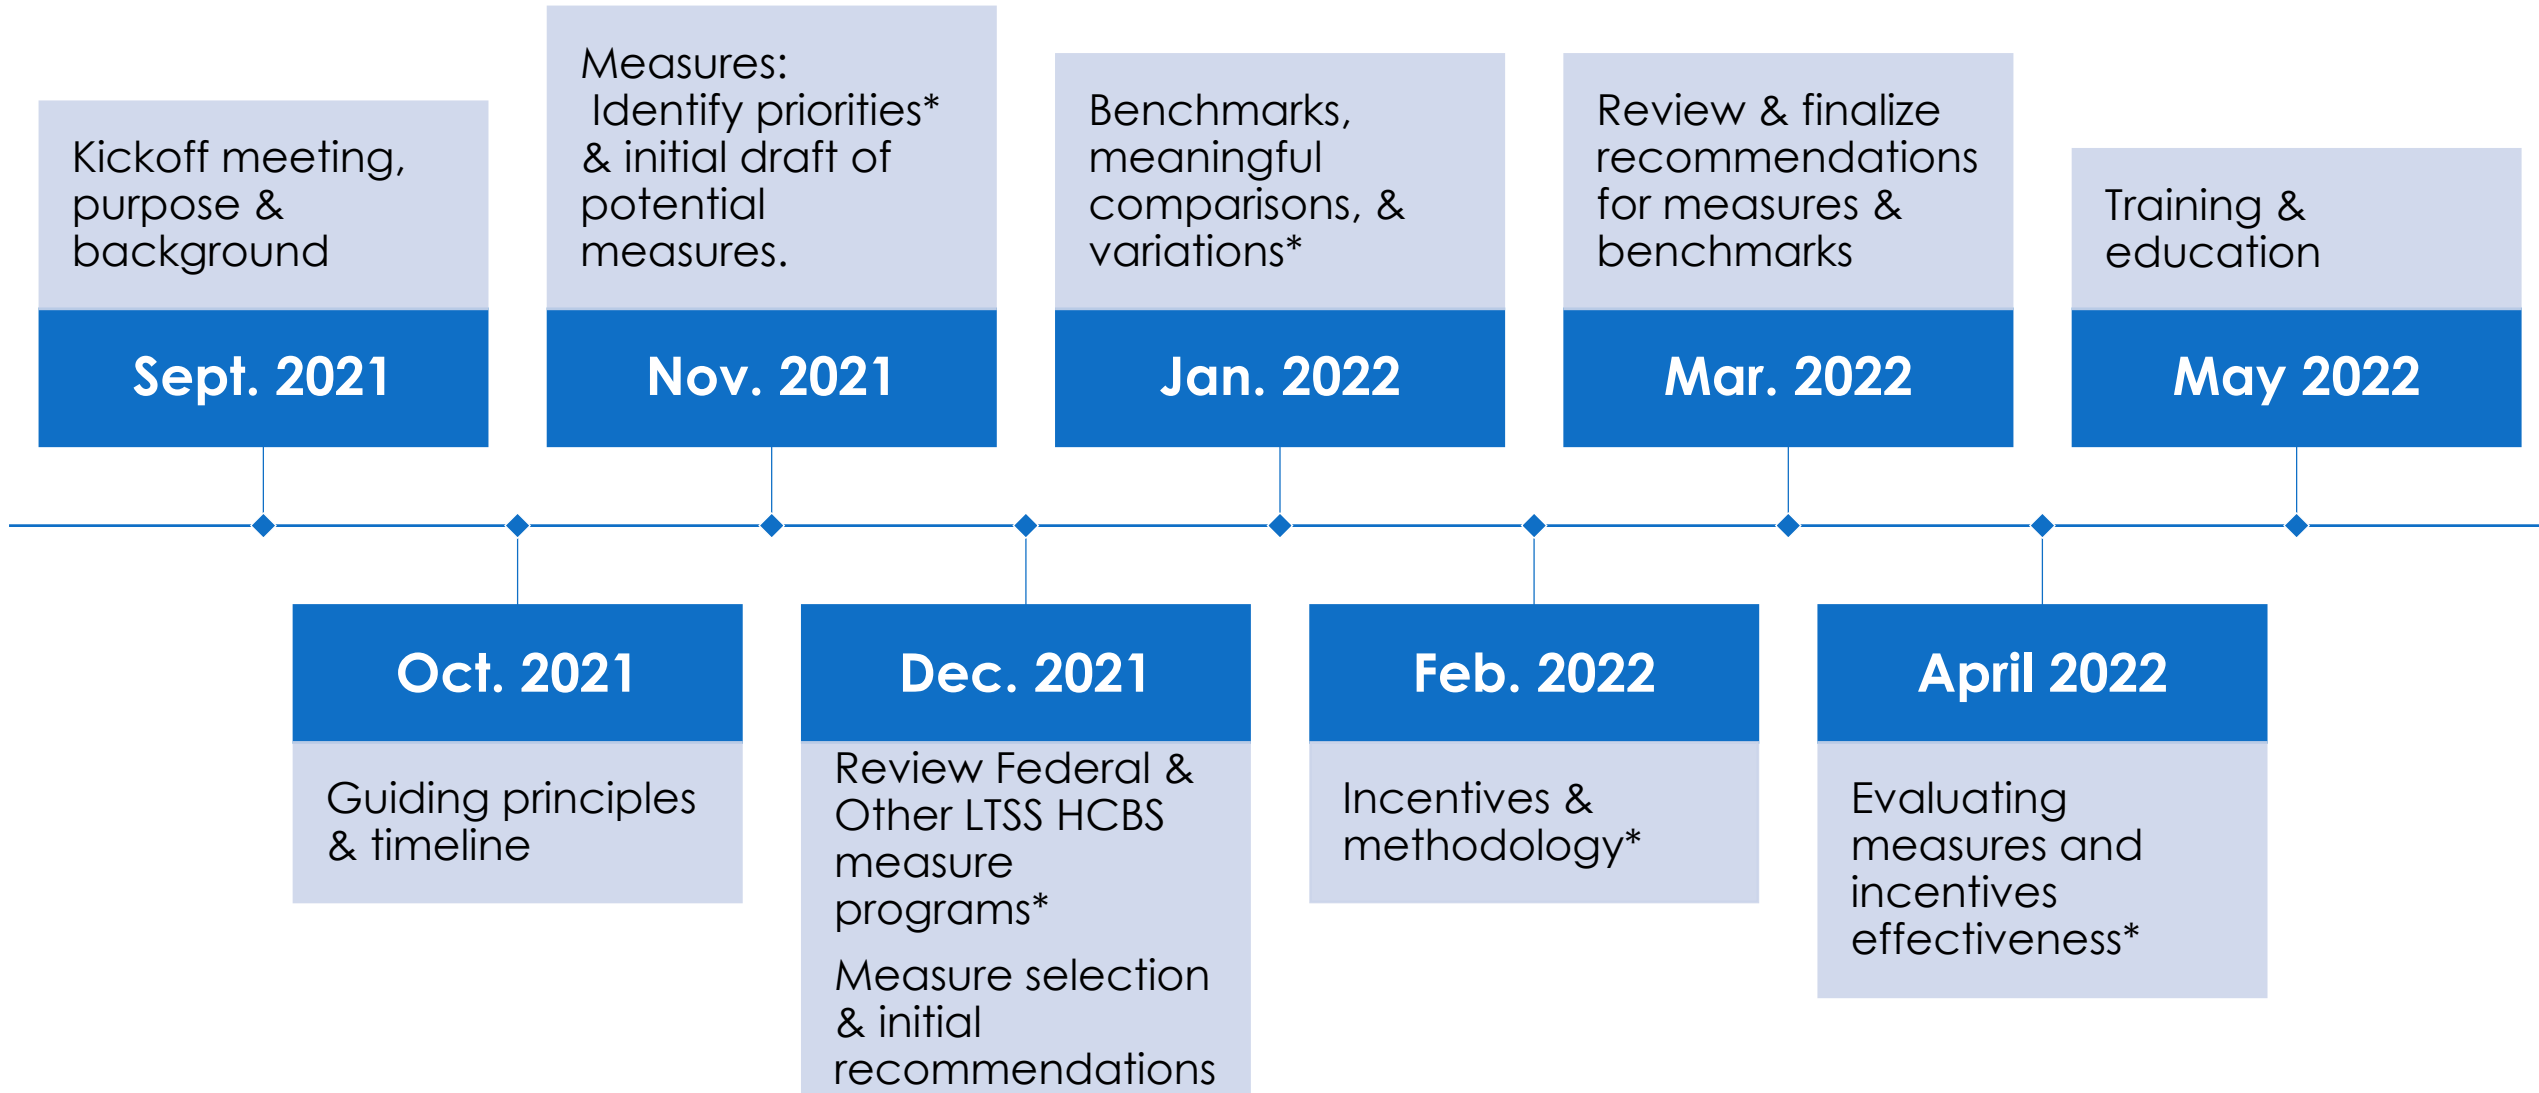 Kickoff meeting,
purpose &
background
Sept. 2021
Oct. 2021
Guiding principles
& timeline
Measures:
Identify priorities*
& initial draft of
potential
measures.
Nov. 2021
Dec. 2021
Review Federal &
Other LTSS HCBS
measure
programs*
Measure selection
& initial
recommendations
Benchmarks,
meaningful
comparisons, &
variations*
Jan. 2022
Feb. 2022
Incentives &
methodology*
Review & finalize
recommendations
for measures &
benchmarks
Mar. 2022
April 2022
Evaluating
measures and
incentives
effectiveness*
Training &
education
May 2022